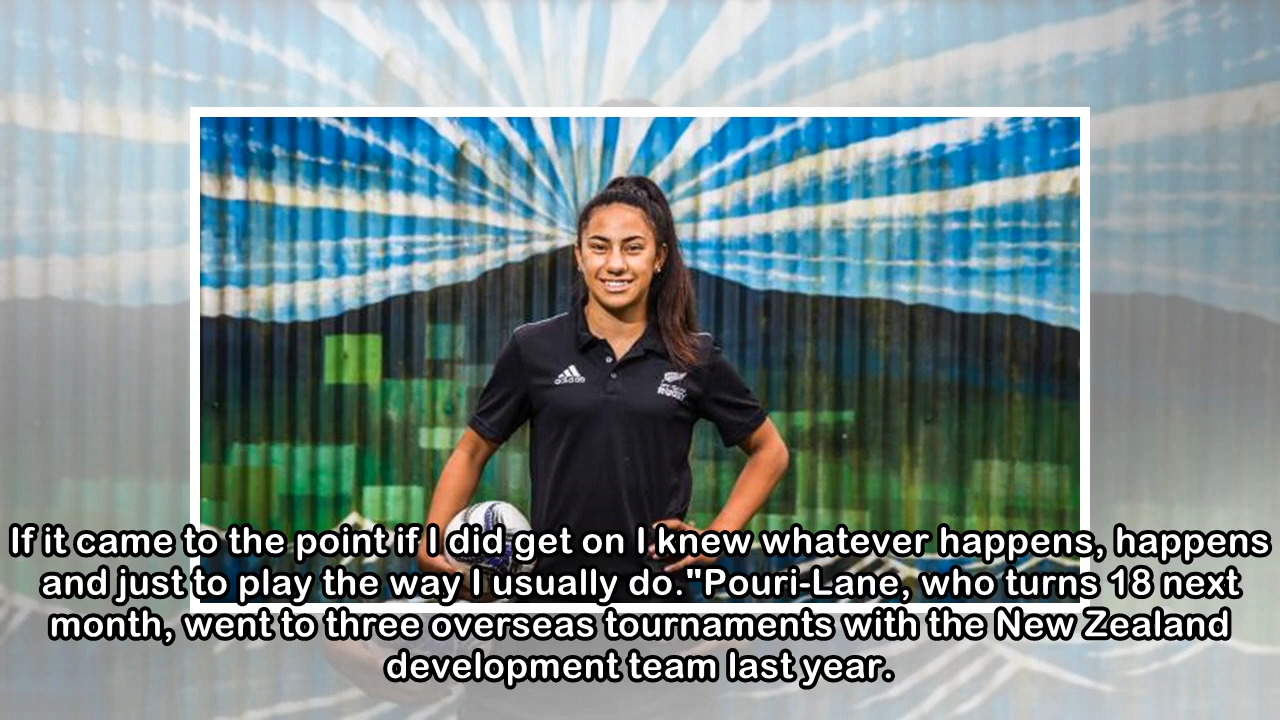 adidas
RUGBY
If it came to the point if I did get on I knew whatever happens, happens
and just to play the way I usually do."Pouri-Lane, who turns 18 next
month, went to three overseas tournaments with the New Zealand
development team last year.